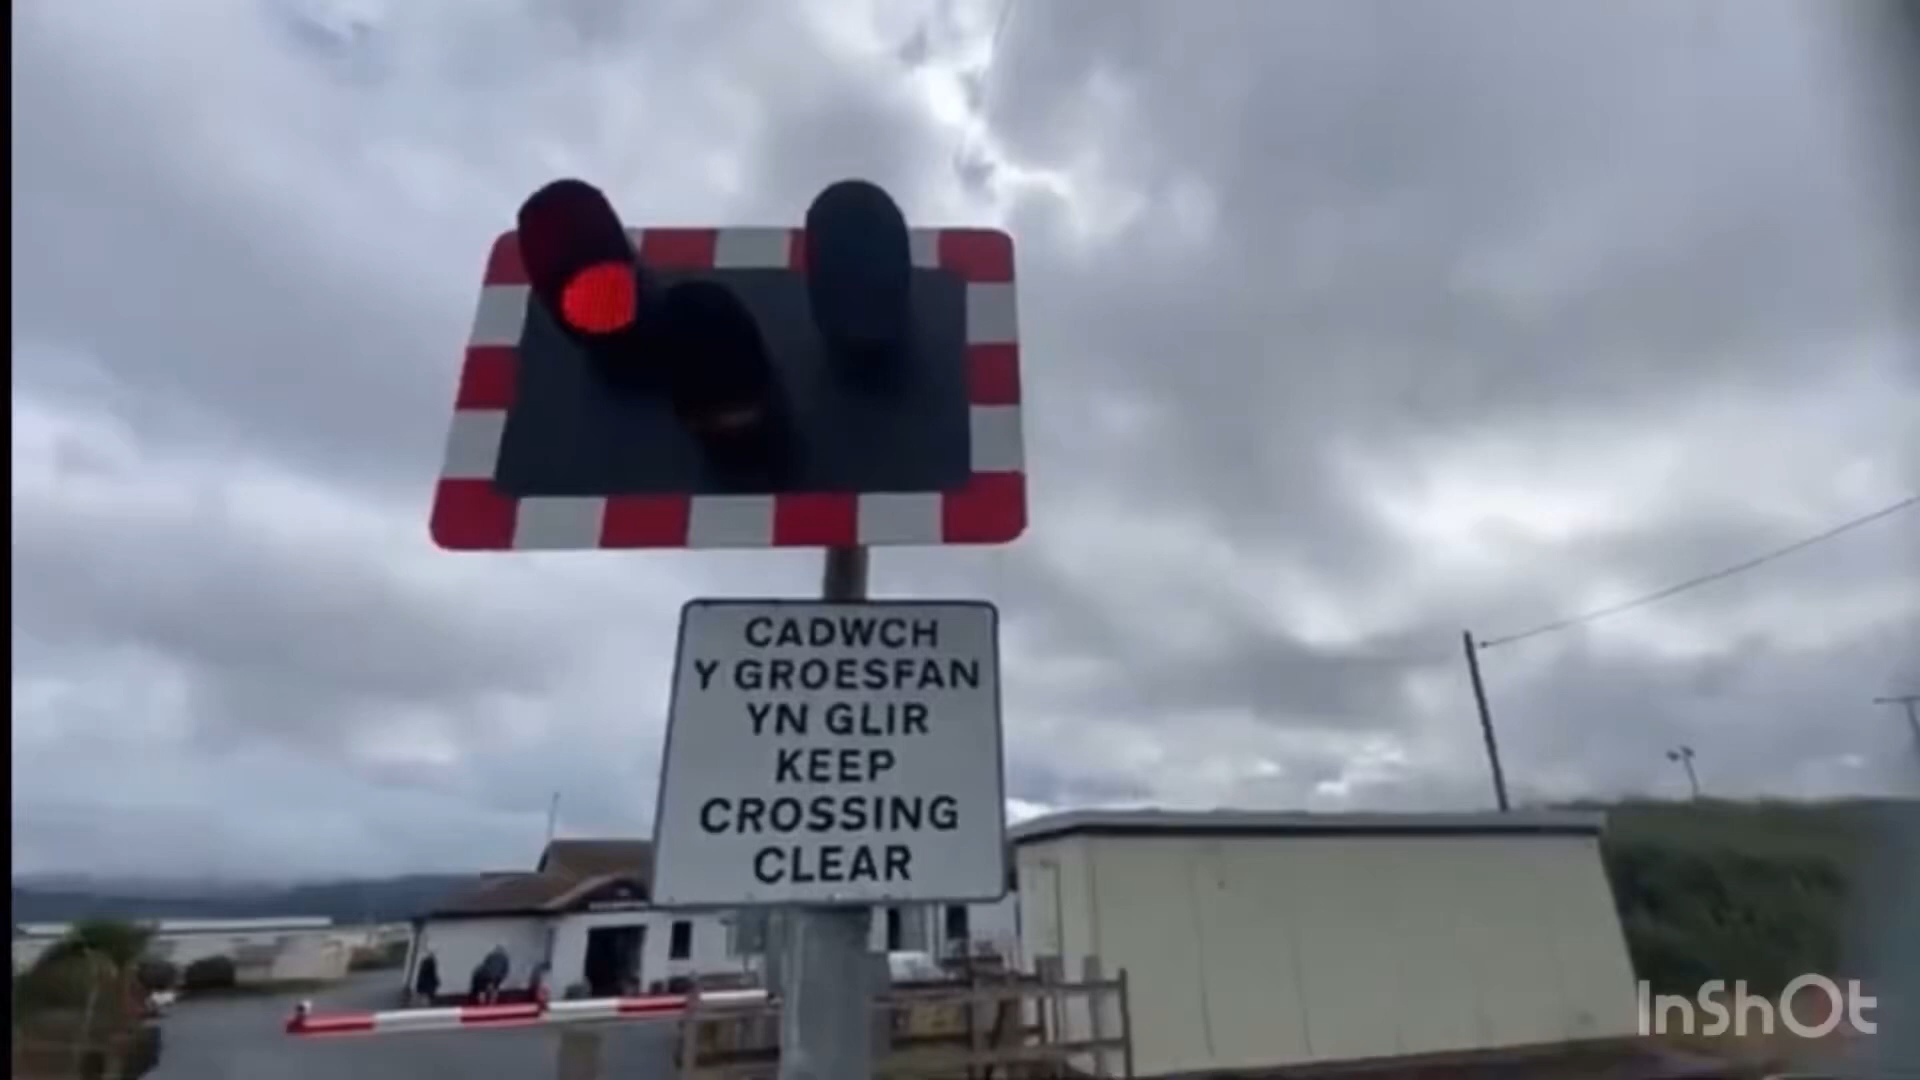 CADWCH
Y GROESFAN
YN GLIR
KEEP
CROSSING
CLEAR
InShOt